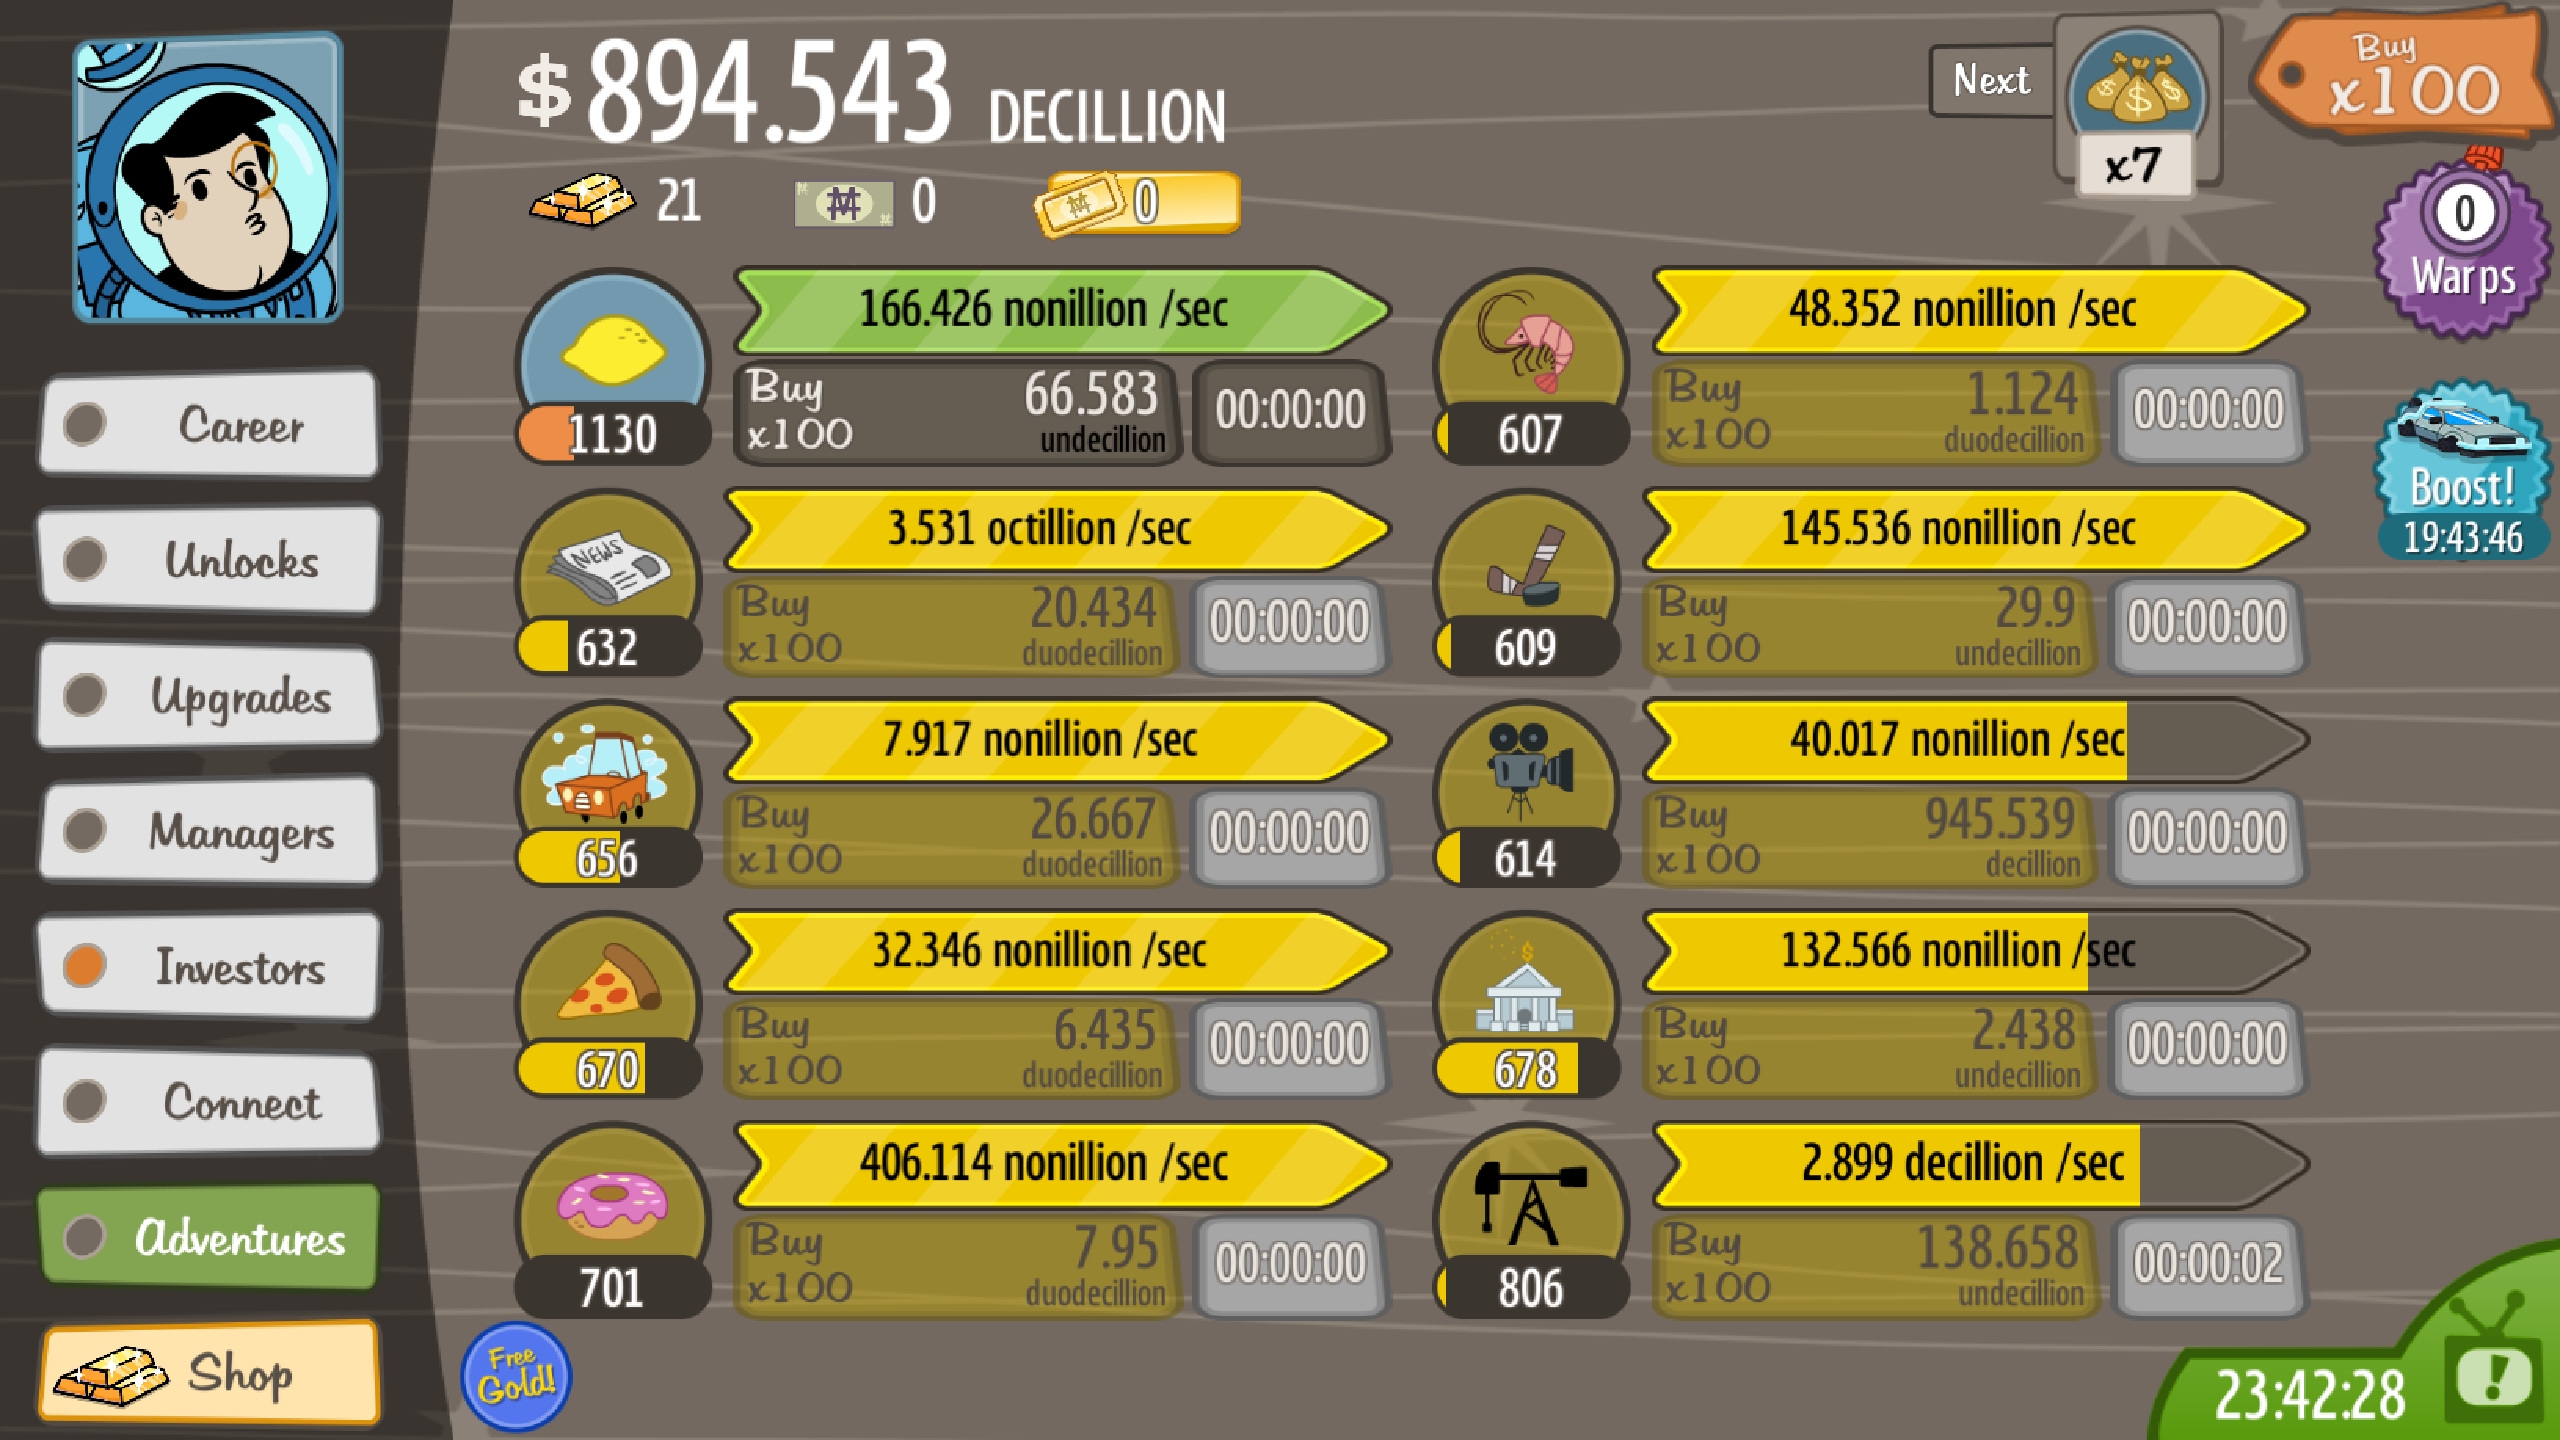 $894.543 DECILLION
21
0
0
Next
x7
Buy
x100
0
Warps
Boost!
19:43:46
Career
Unlocks
Upgrades
Managers
Investors
Connect
Adventures
Shop
166.426 nonillion /sec
Buy
x100
66.583
undecillion
00:00:00
1130
NEWS
3.531 octillion /sec
Buy
x100
20.434
duodecillion
00:00:00
632
7.917 nonillion /sec
Buy
x100
26.667
duodecillion
00:00:00
656
32.346 nonillion /sec
Buy
x100
6.435
duodecillion
00:00:00
670
406.114 nonillion /sec
Buy
x100
7.95
duodecillion
00:00:00
701
48.352 nonillion /sec
Buy
x100
1.124
duodecillion
00:00:00
607
145.536 nonillion /sec
Buy
x100
29.9
undecillion
00:00:00
609
40.017 nonillion /sec
Buy
x100
945.539
decillion
00:00:00
614
132.566 nonillion /sec
Buy
x100
2.438
undecillion
00:00:00
678
2.899 decillion /sec
Buy
x100
138.658
undecillion
00:00:02
806
Free
Gold!
23:42:28